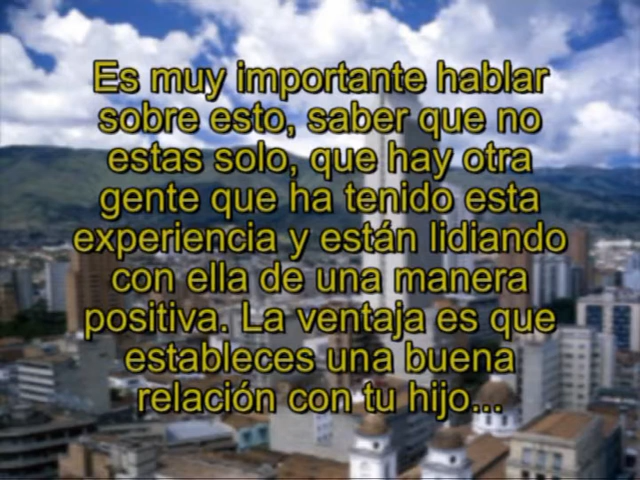 Es muy importante hablar
sobre esto, saber que no
estas solo, que hay otra
gente que ha tenido esta
experiencia y están lidiando
con ella de una manera
positiva. La ventaja es que
estableces una buena
relación con tu hijo...